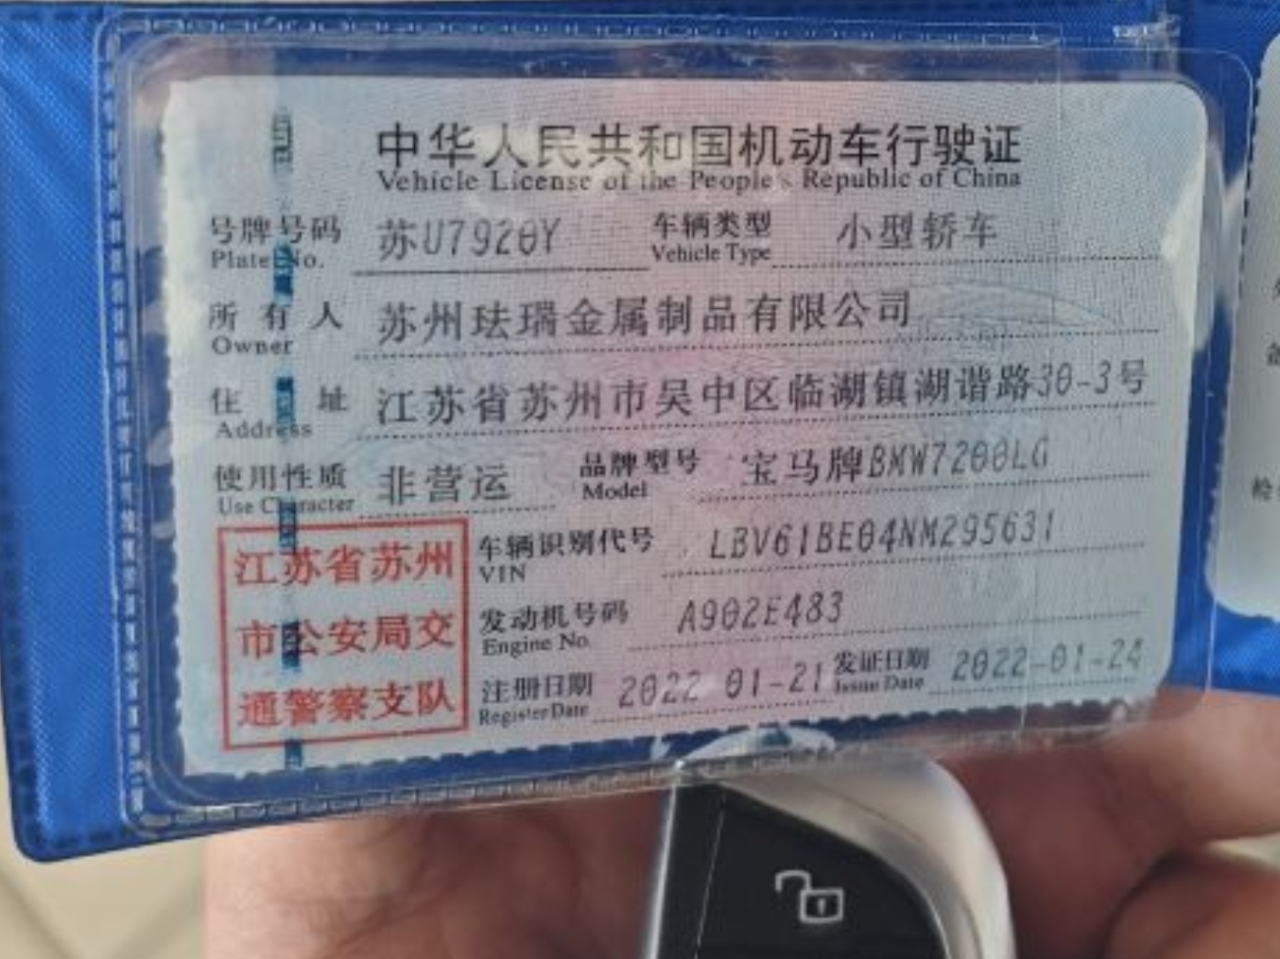 中华人民共和国机动车行驶证
Vehicle License of the People's Republic of China
号牌号码 苏U7920Y 车辆类型 小型轿车
Plate No. Vehicle Type
所有人 苏州珐瑞金属制品有限公司
Owner
住址 江苏省苏州市吴中区临湖镇湖谐路30-3号
Address
使用性质 非营运 品牌型号 宝马牌BMW7200LG
Use Character Model
江苏省苏州
市公安局交
通警察支队
车辆识别代号 LBV61BE04NM295631
VIN
发动机号码 A902E483
Engine No.
注册日期 2022-01-21 发证日期 2022-01-24
Register Date Issue Date